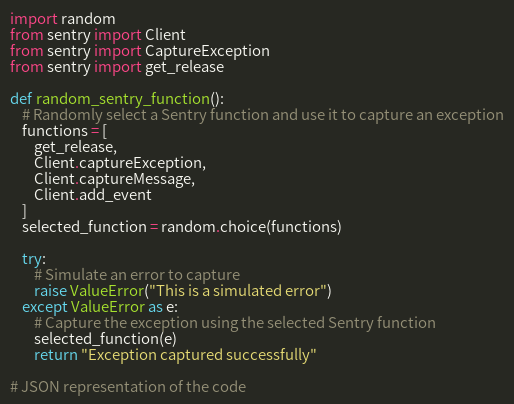 import random
from sentry import Client
from sentry import CaptureException
from sentry import get_release

def random_sentry_function():
    # Randomly select a Sentry function and use it to capture an exception
    functions = [
        get_release,
        Client.captureException,
        Client.captureMessage,
        Client.add_event
    ]
    selected_function = random.choice(functions)

    try:
        # Simulate an error to capture
        raise ValueError("This is a simulated error")
    except ValueError as e:
        # Capture the exception using the selected Sentry function
        selected_function(e)
        return "Exception captured successfully"

# JSON representation of the code